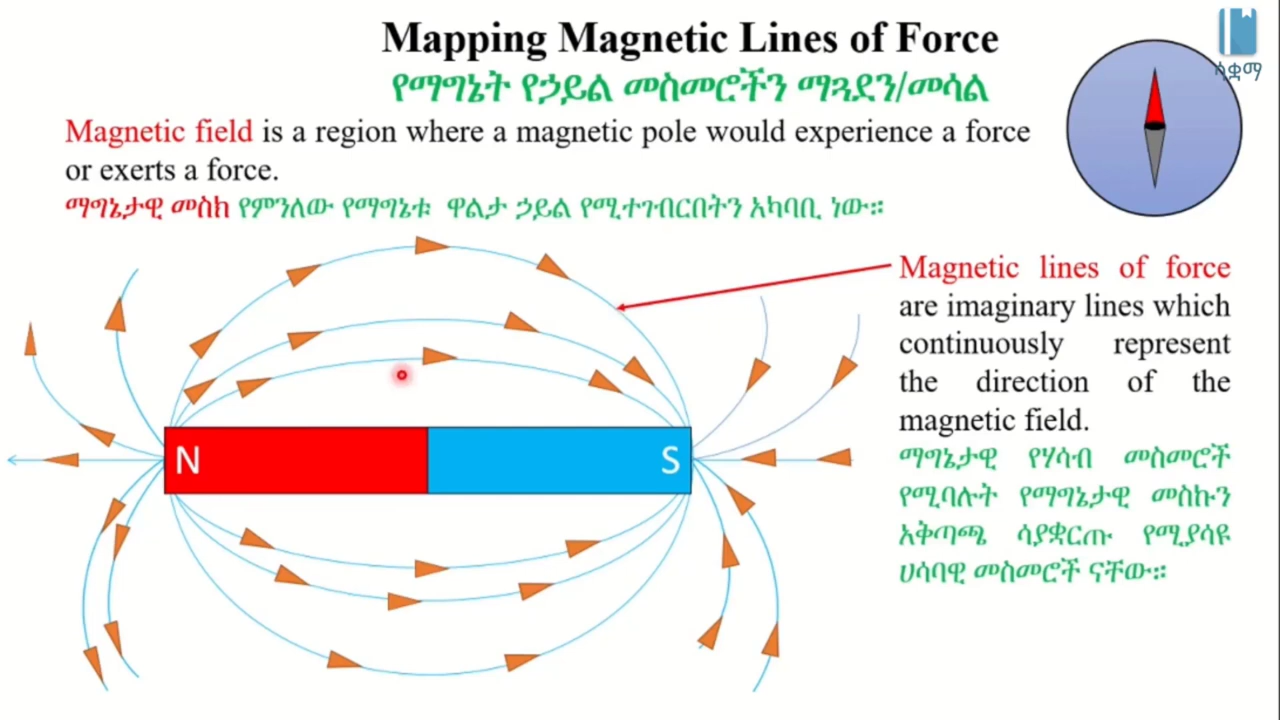 Mapping Magnetic Lines of Force
የማግኔት የኃይል መስመሮችን ማጓደን/መሳል
ሳቋማ
Magnetic field is a region where a magnetic pole would experience a force
or exerts a force.
ማግኔታዊ መስክ የምንለው የማግኔቱ ዋልታ ኃይል የሚተገብርበትን አካባቢ ነው።
Magnetic lines of force
are imaginary lines which
continuously represent
the direction of the
magnetic field.
ማግኔታዊ የሃሳብ መስመሮች
የሚባሉት የማግኔታዊ መስኩን
አቅጣጫ ሳያቋርጡ የሚያሳዩ
ሀሳባዊ መስመሮች ናቸው።
N
S